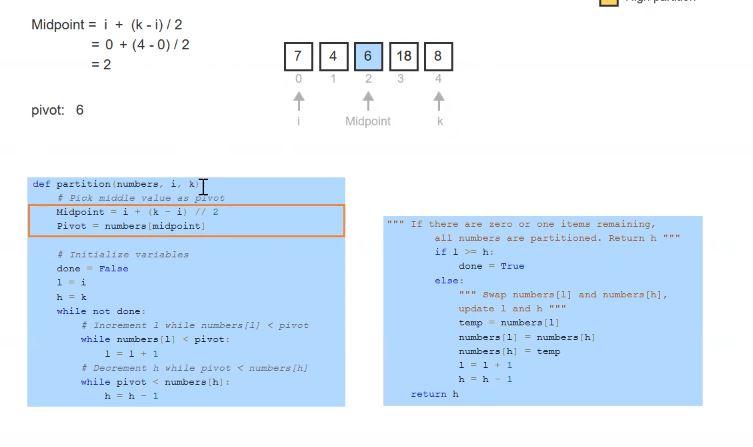 High partition
Midpoint = i + (k - i) / 2
= 0 + (4 - 0) / 2
= 2
7 4 6 18 8
0 1 2 3 4
i Midpoint k
pivot: 6
def partition(numbers, i, k)
# Pick middle value as pivot
Midpoint = i + (k - i) // 2
Pivot = numbers[midpoint]
# Initialize variables
done = False
l = i
h = k
while not done:
# Increment l while numbers[l] < pivot
while numbers[l] < pivot:
l = l + 1
# Decrement h while pivot < numbers[h]
while pivot < numbers[h]:
h = h - 1
""" If there are zero or one items remaining,
all numbers are partitioned. Return h """
if l >= h:
done = True
else:
""" Swap numbers[l] and numbers[h],
update l and h """
temp = numbers[l]
numbers[l] = numbers[h]
numbers[h] = temp
l = l + 1
h = h - 1
return h